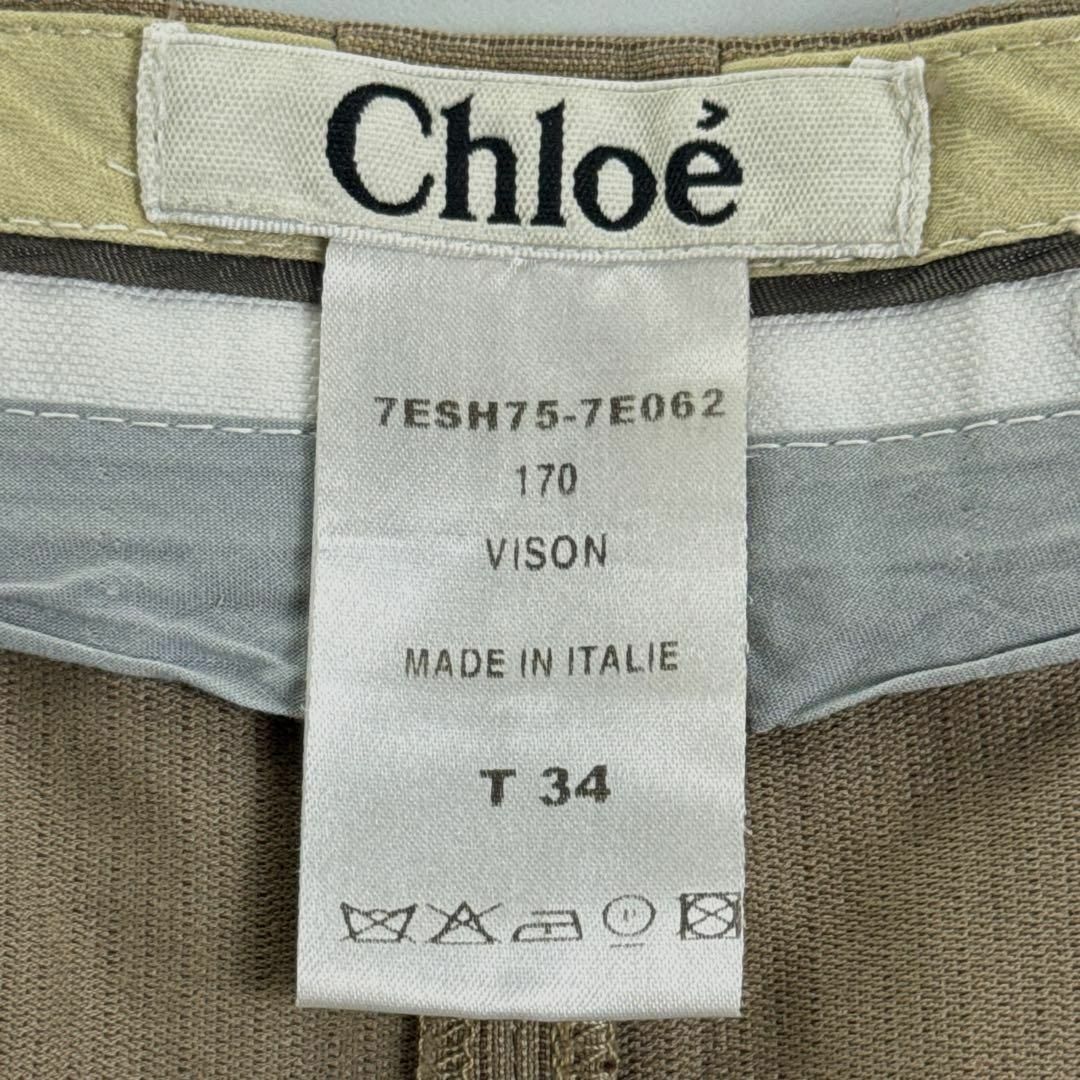 Chloé
7ESH75-7E062
170
VISON
MADE IN ITALIE
T 34
P